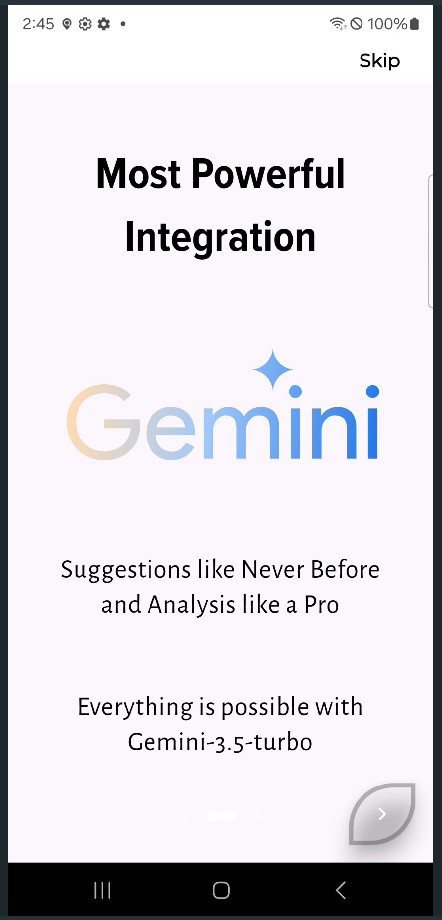 2:45 100%
Skip
Most Powerful
Integration
Gemini
Suggestions like Never Before
and Analysis like a Pro
Everything is possible with
Gemini-3.5-turbo